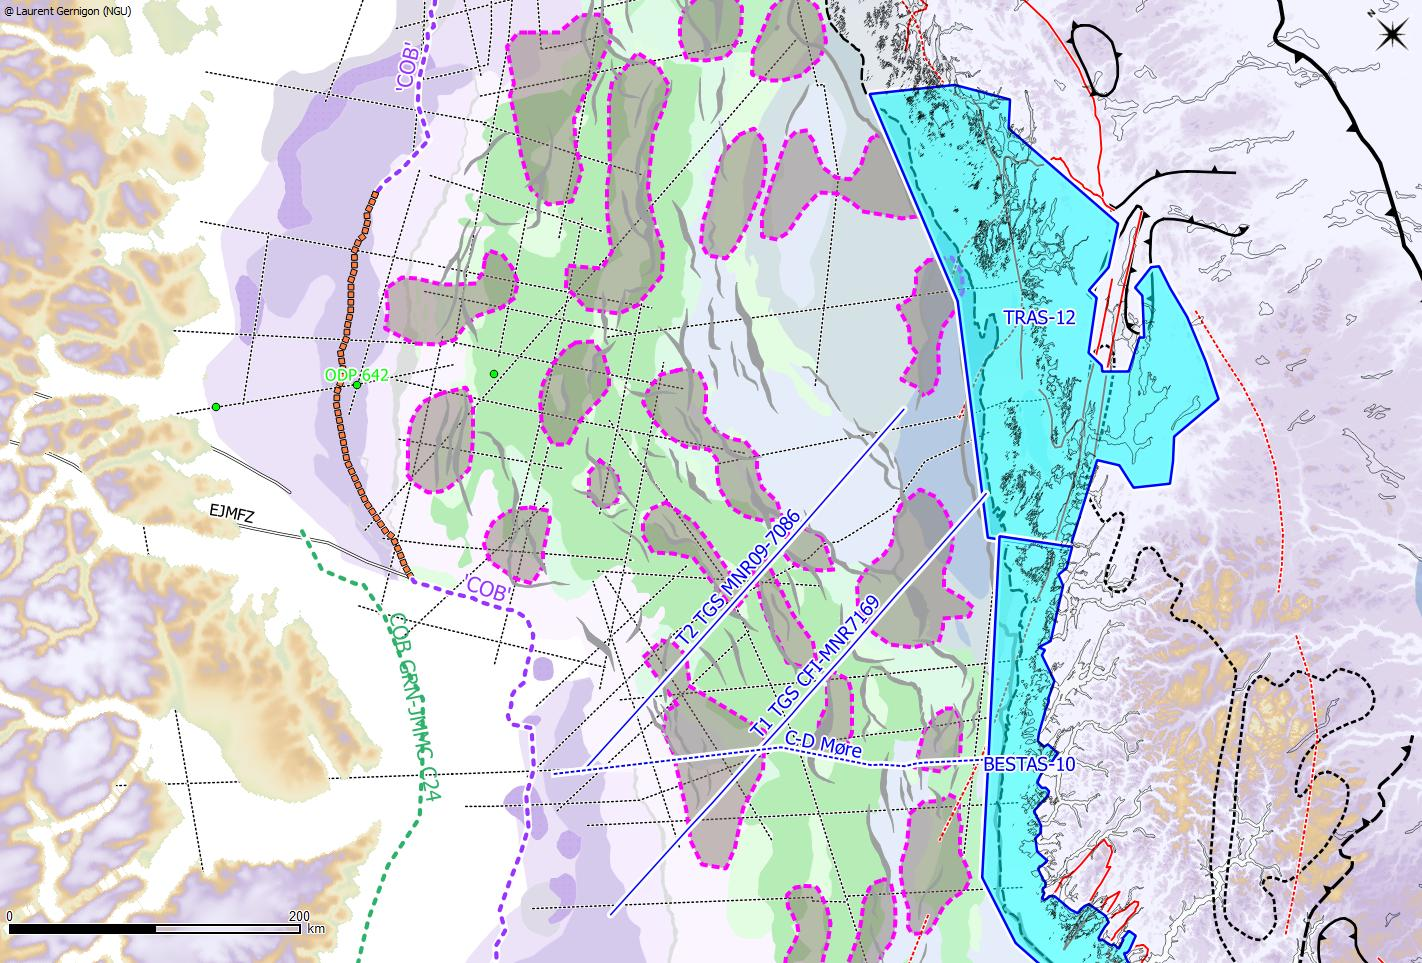 @ Laurent Gernigon (NGU)
'COB'
N
TRAS-12
ODP 642
EJMFZ
T2 TGS MNR09-7086
'COB'
T1 TGS CFI-MNR7169
COB GRN-JMMC C24
C-D Møre
BESTAS-10
0 200
km